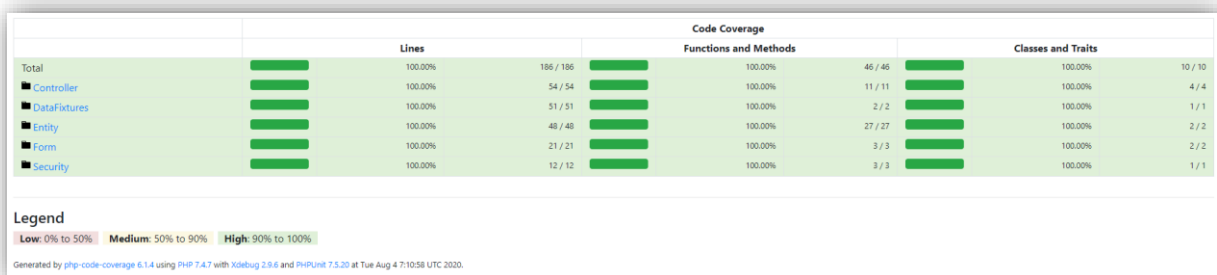 Code Coverage
Lines Functions and Methods Classes and Traits
Total 100.00% 186 / 186 100.00% 46 / 46 100.00% 10 / 10
Controller 100.00% 54 / 54 100.00% 11 / 11 100.00% 4 / 4
DataFixtures 100.00% 51 / 51 100.00% 2 / 2 100.00% 1 / 1
Entity 100.00% 48 / 48 100.00% 27 / 27 100.00% 2 / 2
Form 100.00% 21 / 21 100.00% 3 / 3 100.00% 2 / 2
Security 100.00% 12 / 12 100.00% 3 / 3 100.00% 1 / 1
Legend
Low: 0% to 50% Medium: 50% to 90% High: 90% to 100%
Generated by php-code-coverage 6.1.4 using PHP 7.4.7 with Xdebug 2.9.6 and PHPUnit 7.5.20 at Tue Aug 4 7:10:58 UTC 2020.